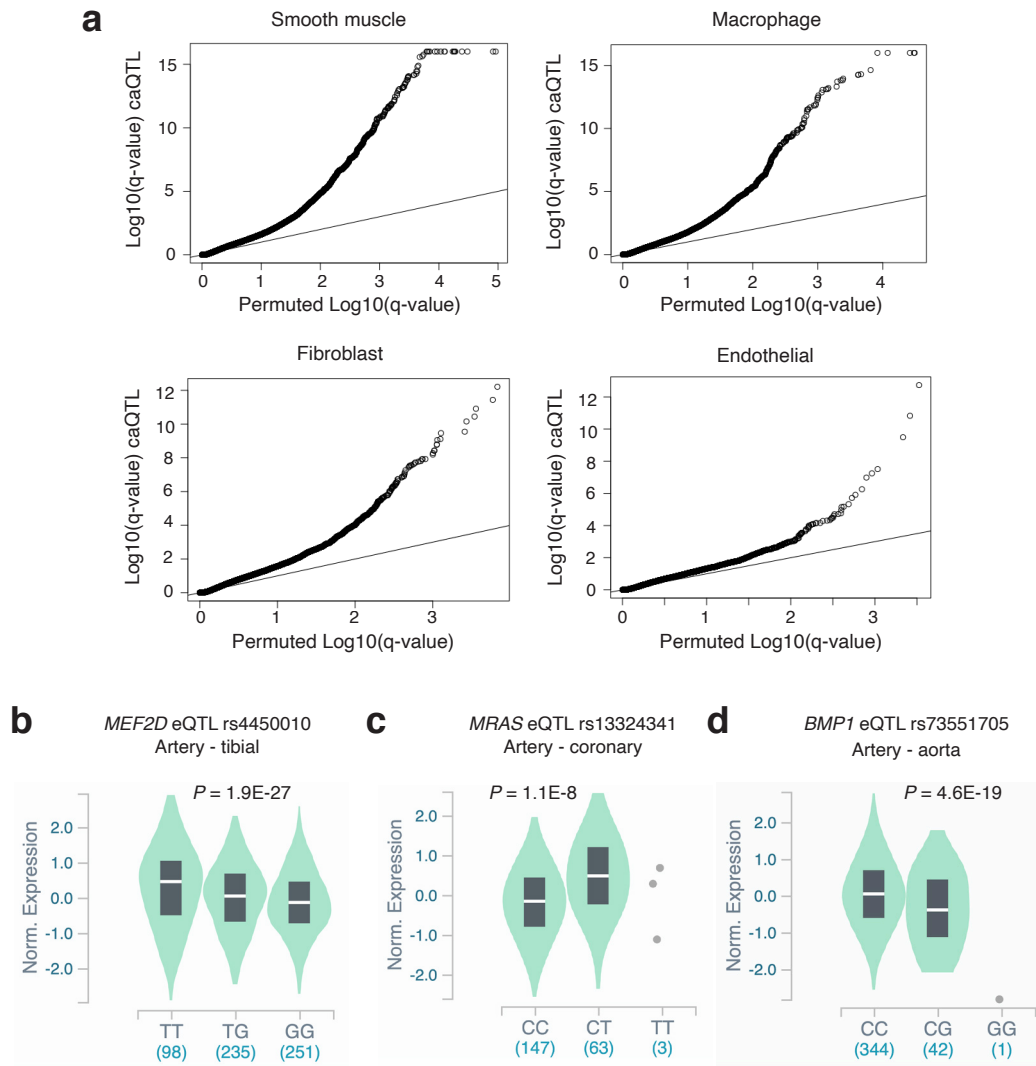 a
Smooth muscle
Log10(q-value) caQTL
15
10
5
0
0 1 2 3 4 5
Permuted Log10(q-value)
Macrophage
Log10(q-value) caQTL
15
10
5
0
0 1 2 3 4
Permuted Log10(q-value)
Fibroblast
Log10(q-value) caQTL
12
10
8
6
4
2
0
0 1 2 3
Permuted Log10(q-value)
Endothelial
Log10(q-value) caQTL
12
10
8
6
4
2
0
0 1 2 3
Permuted Log10(q-value)
b
MEF2D eQTL rs4450010
Artery - tibial
P = 1.9E-27
Norm. Expression
2.0
1.0
0.0
-1.0
-2.0
TT TG GG
(98) (235) (251)
c
MRAS eQTL rs13324341
Artery - coronary
P = 1.1E-8
Norm. Expression
2.0
1.0
0.0
-1.0
-2.0
CC CT TT
(147) (63) (3)
d
BMP1 eQTL rs73551705
Artery - aorta
P = 4.6E-19
Norm. Expression
2.0
1.0
0.0
-1.0
-2.0
CC CG GG
(344) (42) (1)